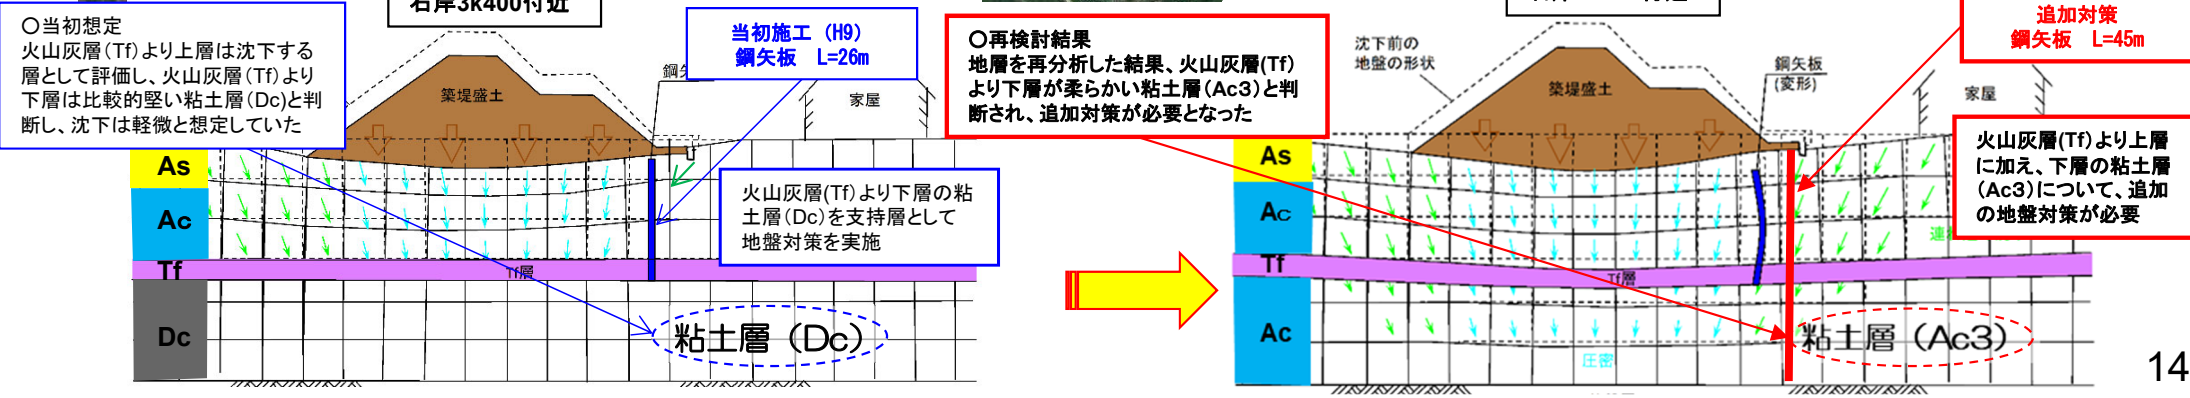 右岸3k400付近
○当初想定
火山灰層(Tf)より上層は沈下する
層として評価し、火山灰層(Tf)より
下層は比較的堅い粘土層(Dc)と判
断し、沈下は軽微と想定していた
当初施工（H9）
鋼矢板　L=26m
築堤盛土
家屋
火山灰層(Tf)より下層の粘
土層（Dc）を支持層として
地盤対策を実施
As
Ac
Tf
Tf層
Dc
粘土層（Dc）
○再検討結果
地層を再分析した結果、火山灰層(Tf)
より下層が柔らかい粘土層（Ac3）と判
断され、追加対策が必要となった
沈下前の
地盤の形状
築堤盛土
鋼矢板
(変形)
追加対策
鋼矢板　L=45m
家屋
火山灰層(Tf)より上層
に加え、下層の粘土層
（Ac3）について、追加
の地盤対策が必要
As
Ac
Tf
Tf層
Ac
粘土層（Ac3）
圧密
14